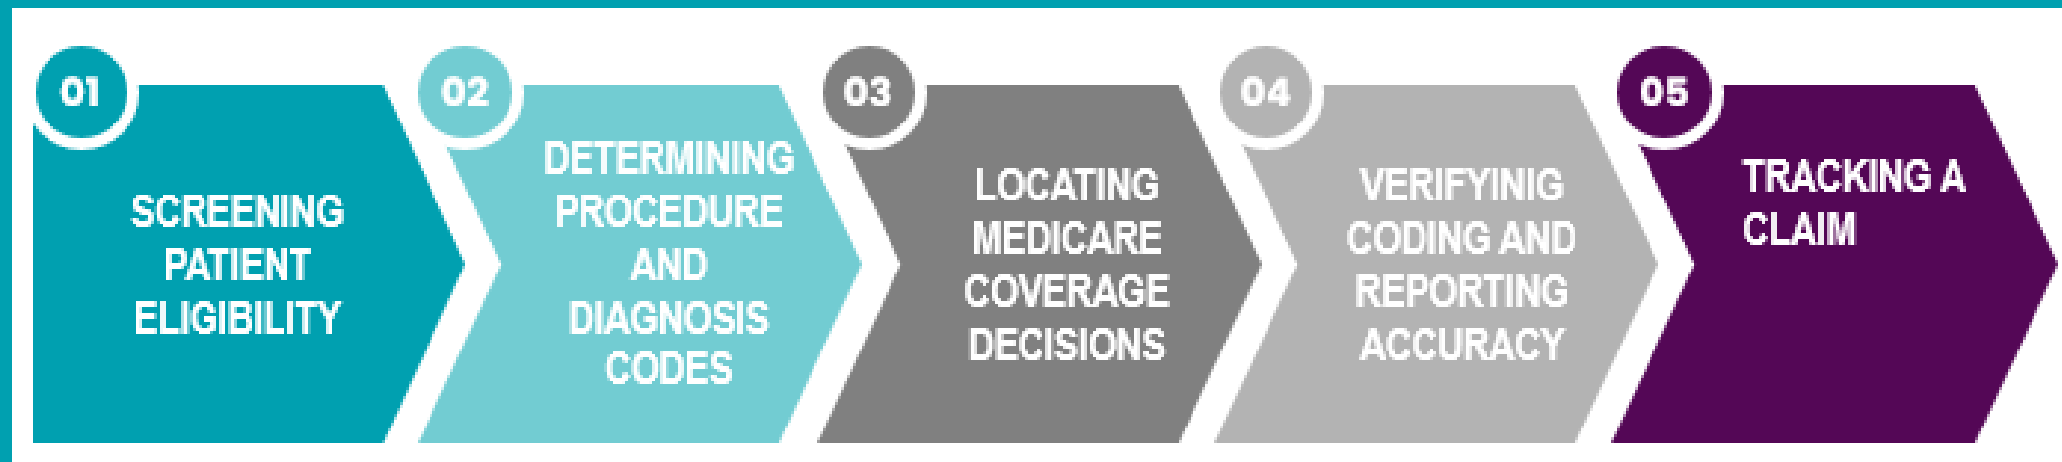 01
SCREENING
PATIENT
ELIGIBILITY
02
DETERMINING
PROCEDURE
AND
DIAGNOSIS
CODES
03
LOCATING
MEDICARE
COVERAGE
DECISIONS
04
VERIFYINIG
CODING AND
REPORTING
ACCURACY
05
TRACKING A
CLAIM